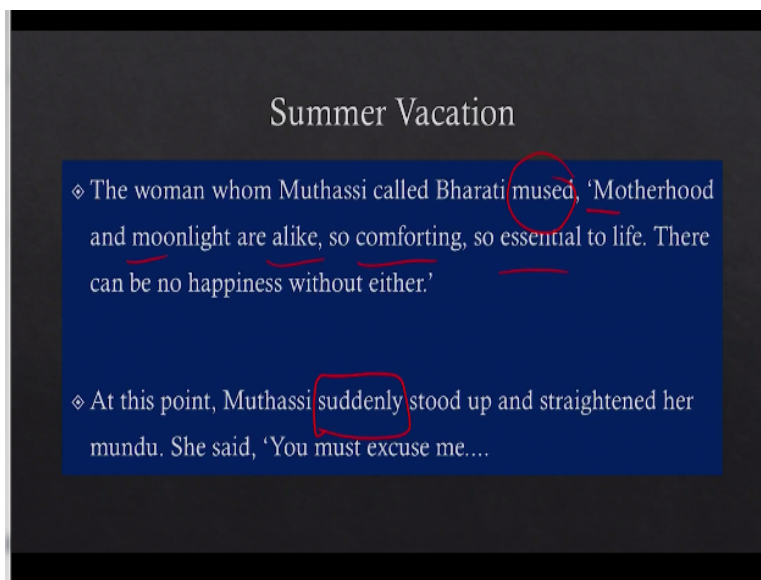 Summer Vacation
◈ The woman whom Muthassi called Bharati mused, ‘Motherhood
and moonlight are alike, so comforting, so essential to life. There
can be no happiness without either.’
◈ At this point, Muthassi suddenly stood up and straightened her
mundu. She said, ‘You must excuse me....